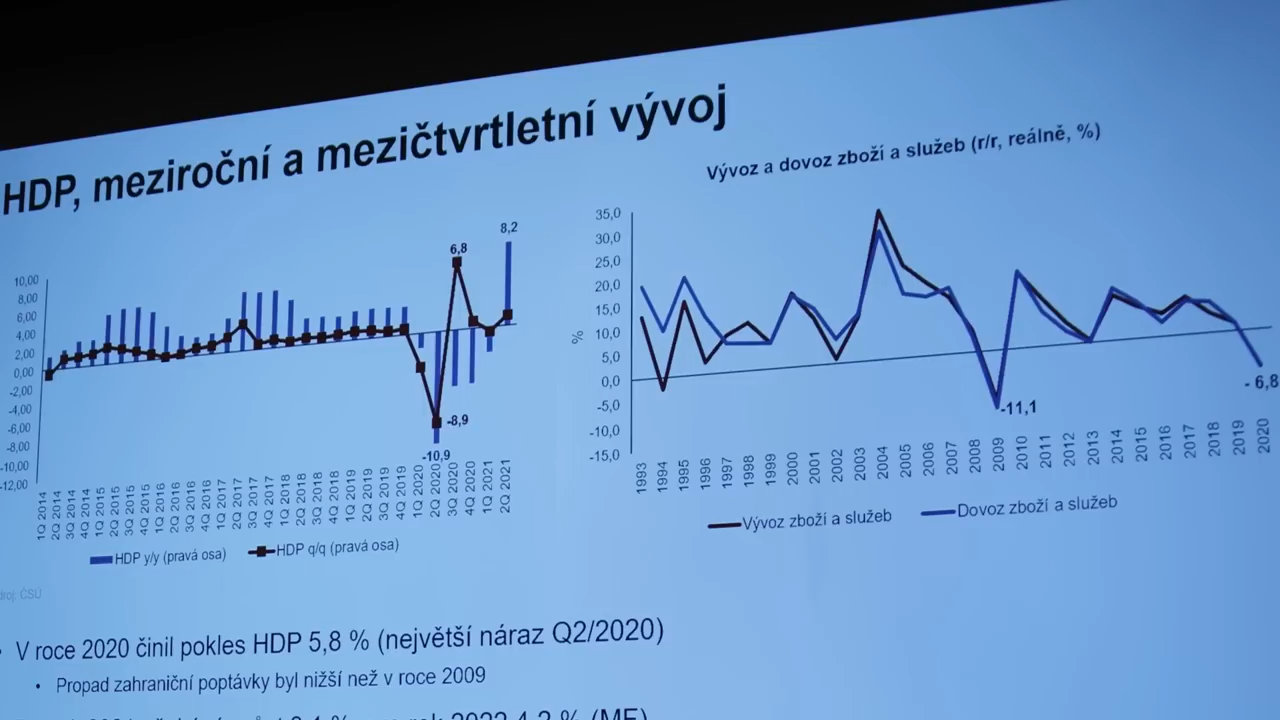 HDP, meziroční a mezičtvrtletní vývoj
10,00
8,00
6,00
4,00
2,00
0,00
-2,00
-4,00
-6,00
-8,00
-10,00
-12,00
6,8
8,2
-8,9
-10,9
1Q 2014
2Q 2014
3Q 2014
4Q 2014
1Q 2015
2Q 2015
3Q 2015
4Q 2015
1Q 2016
2Q 2016
3Q 2016
4Q 2016
1Q 2017
2Q 2017
3Q 2017
4Q 2017
1Q 2018
2Q 2018
3Q 2018
4Q 2018
1Q 2019
2Q 2019
3Q 2019
4Q 2019
1Q 2020
2Q 2020
3Q 2020
4Q 2020
1Q 2021
2Q 2021
HDP y/y (pravá osa)
HDP q/q (pravá osa)
Vývoz a dovoz zboží a služeb (r/r, reálně, %)
35,0
30,0
25,0
20,0
15,0
10,0
5,0
0,0
-5,0
-10,0
-15,0
%
-11,1
- 6,8
1993
1994
1995
1996
1997
1998
1999
2000
2001
2002
2003
2004
2005
2006
2007
2008
2009
2010
2011
2012
2013
2014
2015
2016
2017
2018
2019
2020
Vývoz zboží a služeb
Dovoz zboží a služeb
ČSÚ
• V roce 2020 činil pokles HDP 5,8 % (největší náraz Q2/2020)
• Propad zahraniční poptávky byl nižší než v roce 2009